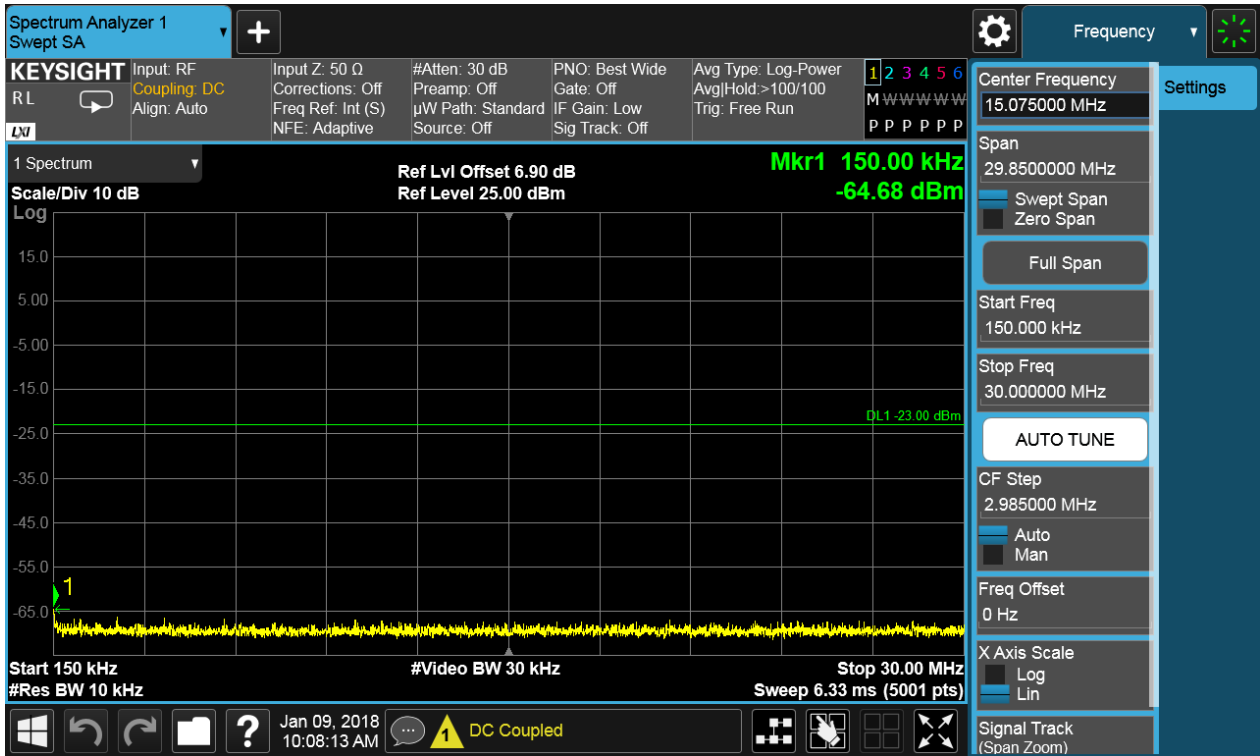 Spectrum Analyzer 1
Swept SA
+
Frequency
KEYSIGHT
R L
LXI
Input: RF
Coupling: DC
Align: Auto
Input Z: 50 Ω
Corrections: Off
Freq Ref: Int (S)
NFE: Adaptive
#Atten: 30 dB
Preamp: Off
µW Path: Standard
Source: Off
PNO: Best Wide
Gate: Off
IF Gain: Low
Sig Track: Off
Avg Type: Log-Power
Avg|Hold:>100/100
Trig: Free Run
1 2 3 4 5 6
M W W W W W
P P P P P P
1 Spectrum
Scale/Div 10 dB
Log
Ref Lvl Offset 6.90 dB
Ref Level 25.00 dBm
Mkr1 150.00 kHz
-64.68 dBm
15.0
5.00
-5.00
-15.0
DL1 -23.00 dBm
-25.0
-35.0
-45.0
-55.0
1
-65.0
Start 150 kHz
#Res BW 10 kHz
#Video BW 30 kHz
Stop 30.00 MHz
Sweep 6.33 ms (5001 pts)
Center Frequency
15.075000 MHz
Settings
Span
29.8500000 MHz
Swept Span
Zero Span
Full Span
Start Freq
150.000 kHz
Stop Freq
30.000000 MHz
AUTO TUNE
CF Step
2.985000 MHz
Auto
Man
Freq Offset
0 Hz
X Axis Scale
Log
Lin
Signal Track
(Span Zoom)
?
Jan 09, 2018
10:08:13 AM
1
DC Coupled